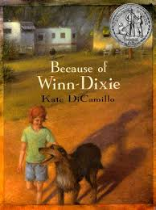 Because of
Winn-Dixie
Kate DiCamillo